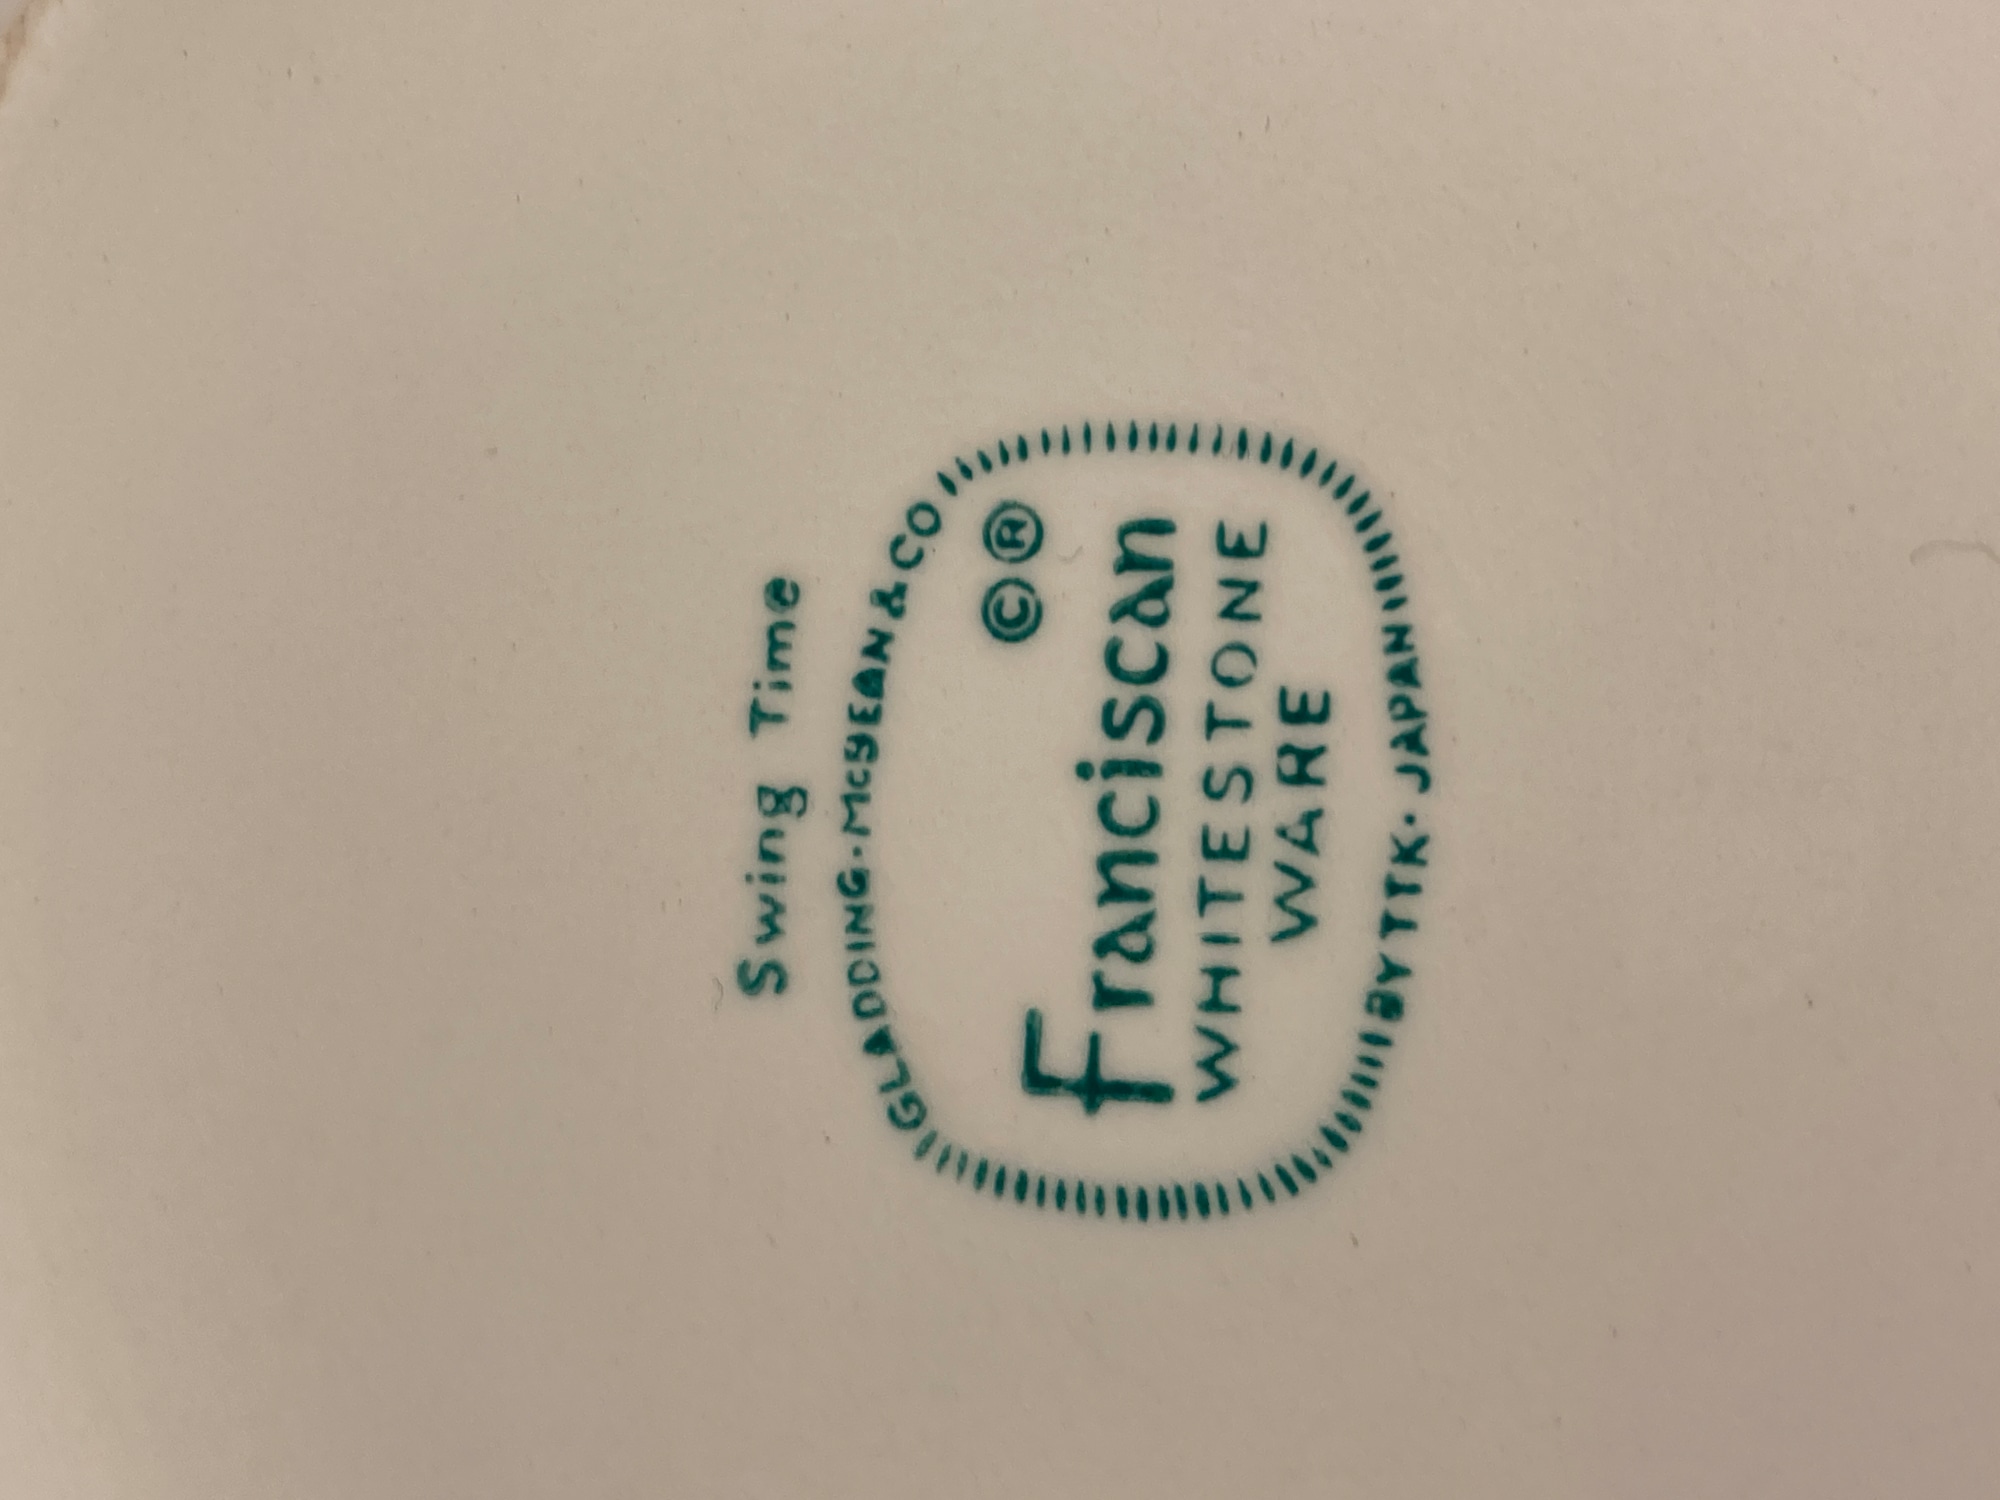 Swing Time
GLADDING·McBEAN & CO
© ®
Franciscan
WHITESTONE
WARE
BY TTK·JAPAN